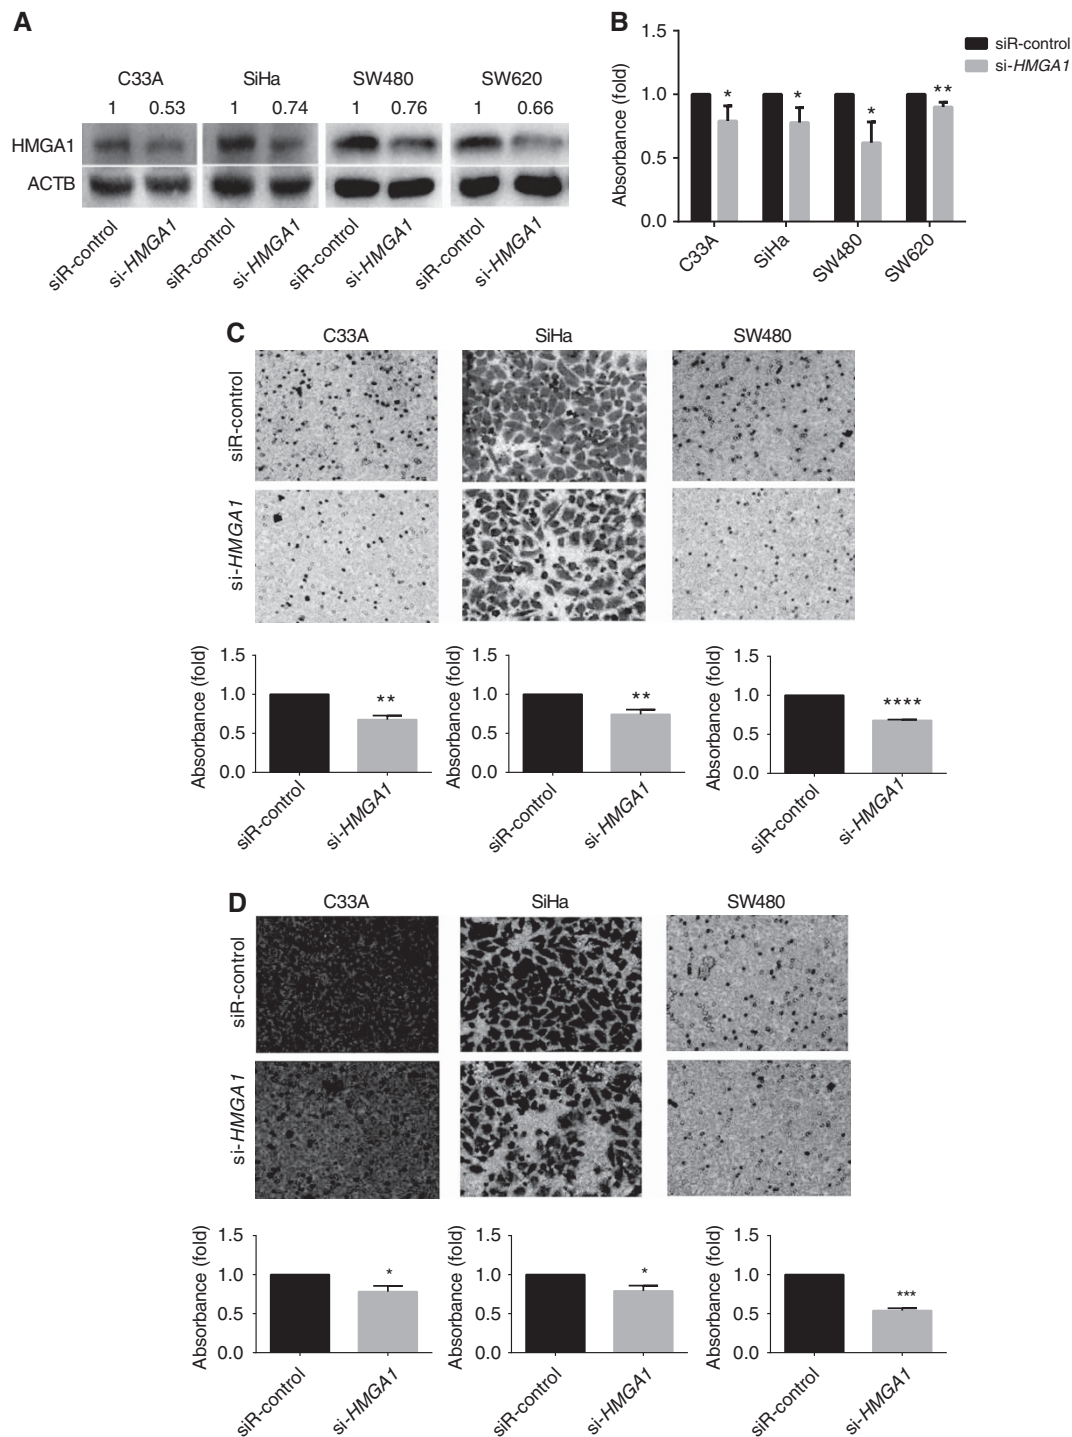 A
C33A SiHa SW480 SW620
1 0.53 1 0.74 1 0.76 1 0.66
HMGA1
ACTB
siR-control si-HMGA1 siR-control si-HMGA1 siR-control si-HMGA1 siR-control si-HMGA1
B
Absorbance (fold)
1.5
1.0
0.5
0.0
* * * **
C33A SiHa SW480 SW620
siR-control
si-HMGA1
C
C33A SiHa SW480
siR-control
si-HMGA1
Absorbance (fold)
1.5
1.0
0.5
0.0
**
siR-control si-HMGA1
Absorbance (fold)
1.5
1.0
0.5
0.0
**
siR-control si-HMGA1
Absorbance (fold)
1.5
1.0
0.5
0.0
****
siR-control si-HMGA1
D
C33A SiHa SW480
siR-control
si-HMGA1
Absorbance (fold)
1.5
1.0
0.5
0.0
*
siR-control si-HMGA1
Absorbance (fold)
1.5
1.0
0.5
0.0
*
siR-control si-HMGA1
Absorbance (fold)
1.5
1.0
0.5
0.0
***
siR-control si-HMGA1